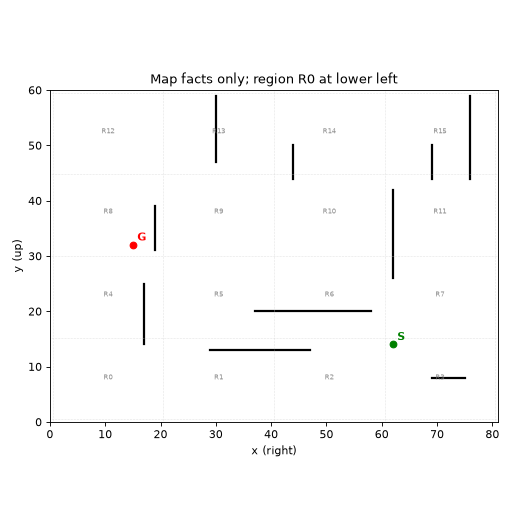 Map facts only; region R0 at lower left
60
R12
R13
R14
R15
50
40
R8
R9
R10
R11
G
y (up)
30
R4
R5
R6
R7
20
S
10
R0
R1
R2
R3
0
0 10 20 30 40 50 60 70 80
x (right)